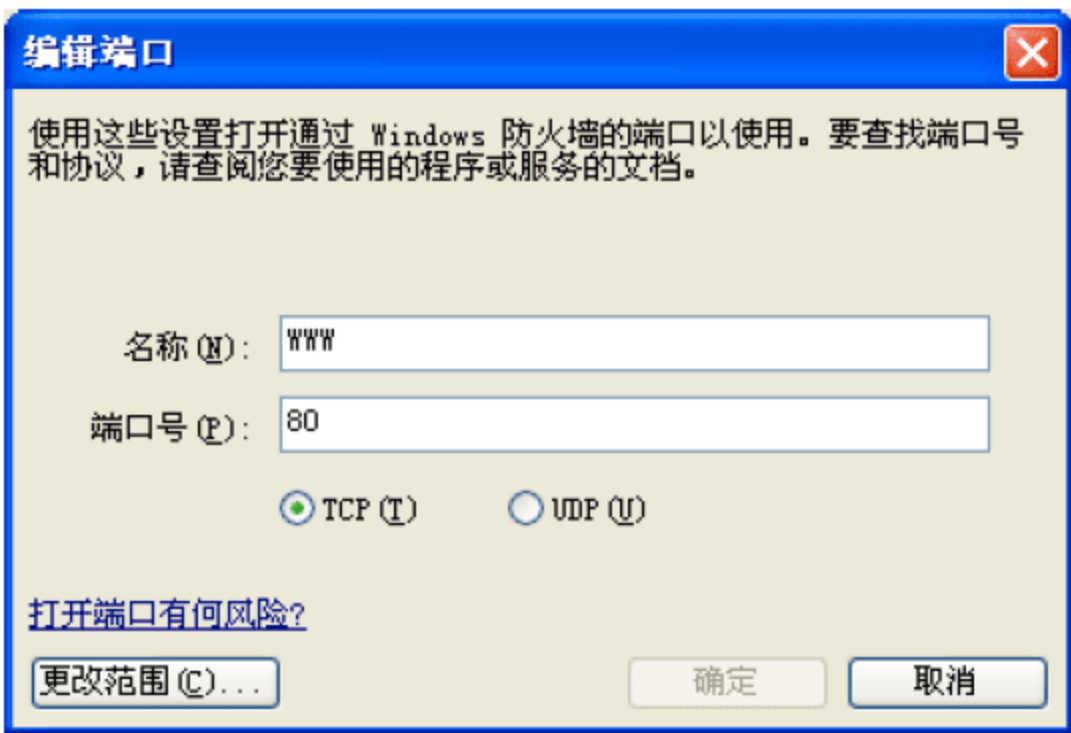 编辑端口
使用这些设置打开通过 Windows 防火墙的端口以使用。要查找端口号
和协议，请查阅您要使用的程序或服务的文档。
名称(N): WWW
端口号(P): 80
TCP(T) UDP(U)
打开端口有何风险?
更改范围(C)... 确定 取消